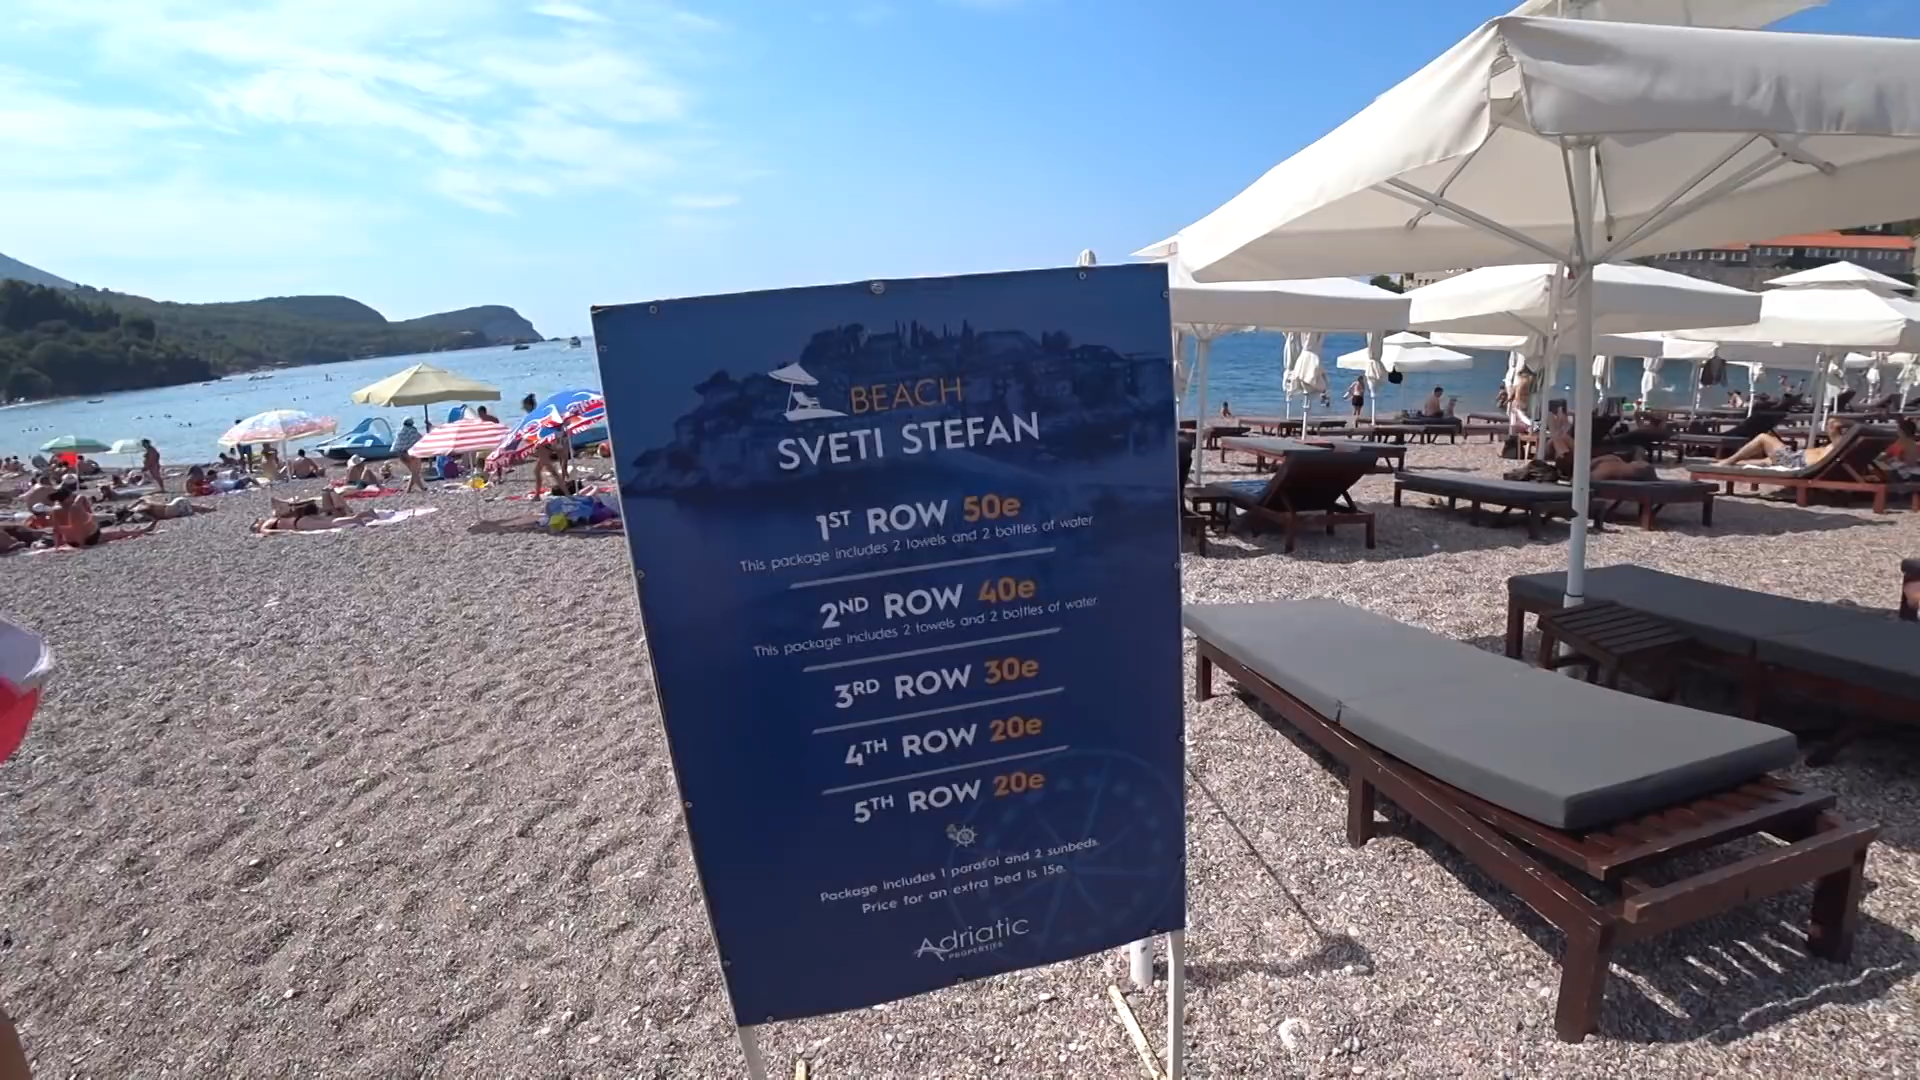 BEACH
SVETI STEFAN
1ST ROW 50e
This package includes 2 towels and 2 bottles of water.
2ND ROW 40e
This package includes 2 towels and 2 bottles of water.
3RD ROW 30e
4TH ROW 20e
5TH ROW 20e
Package includes 1 parasol and 2 sunbeds.
Price for an extra bed is 15e.
Adriatic
PROPERTIES